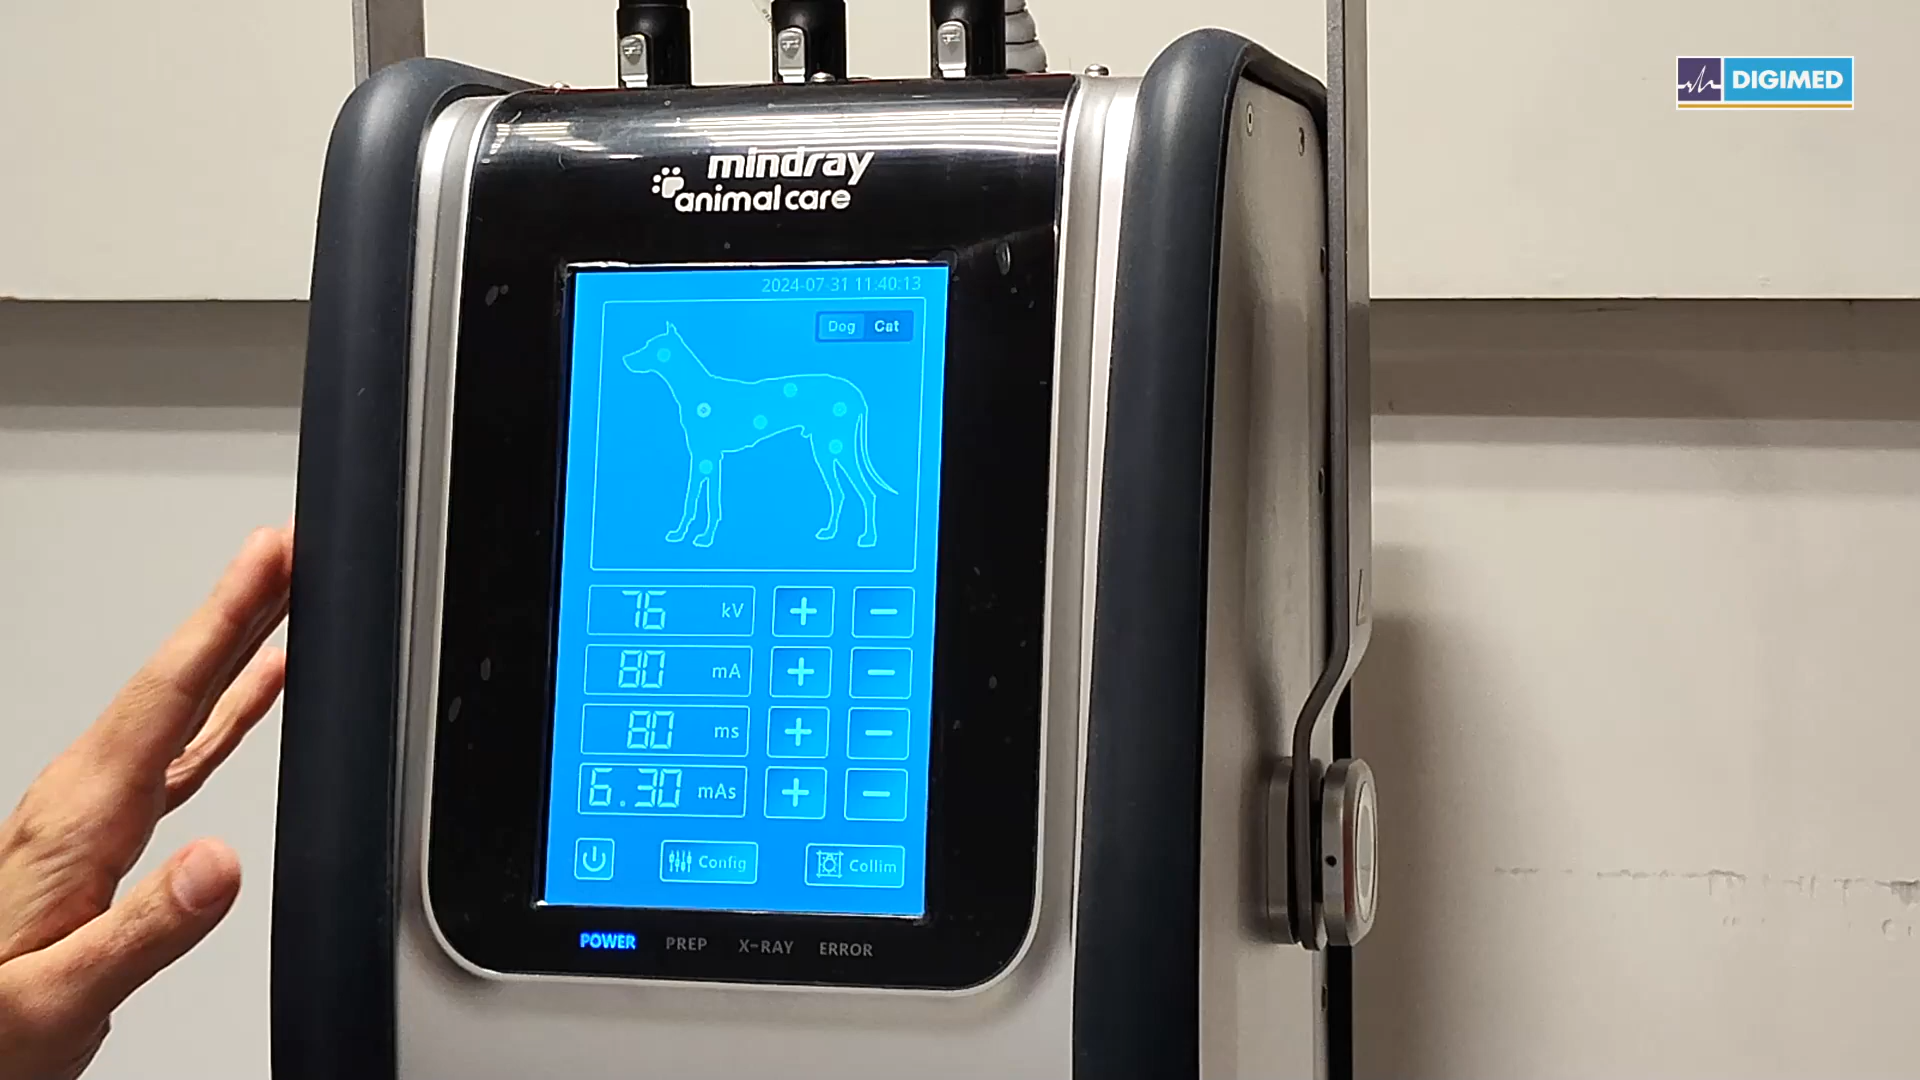 DIGIMED
mindray
animal care
2024-07-31 11:40:13
Dog Cat
76 kV + −
80 mA + −
80 ms + −
6.30 mAs + −
Config Collim
POWER PREP X-RAY ERROR